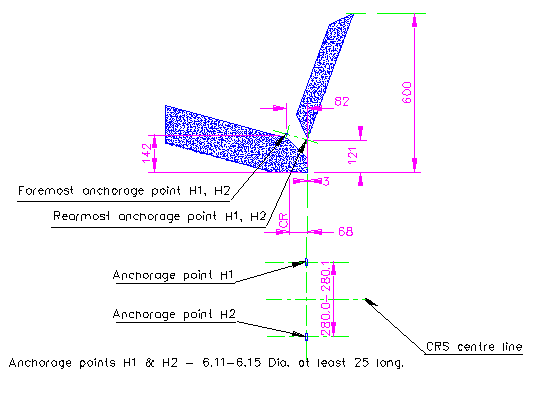 82
600
142
121
3
Foremost anchorage point H1, H2
Rearmost anchorage point H1, H2
CR
68
Anchorage point H1
280.0-280.1
Anchorage point H2
CRS centre line
Anchorage points H1 & H2 - 6.11-6.15 Dia. at least 25 long.